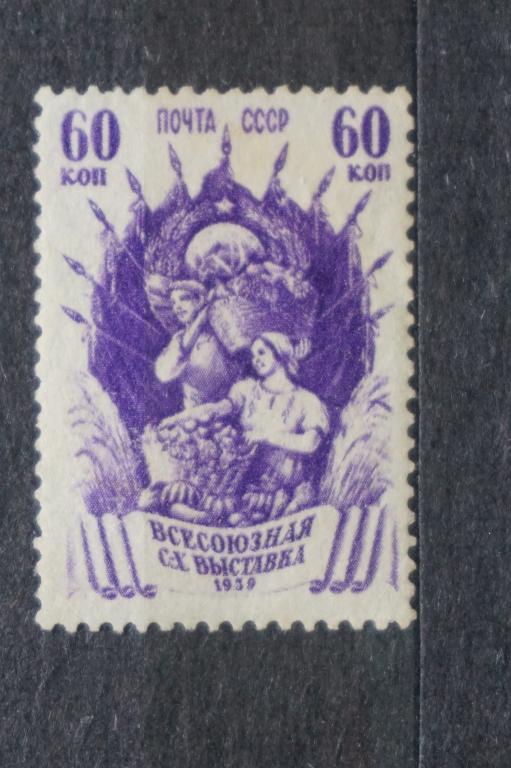 60 ПОЧТА СССР 60
КОП КОП
ВСЕСОЮЗНАЯ
С.Х. ВЫСТАВКА
1939